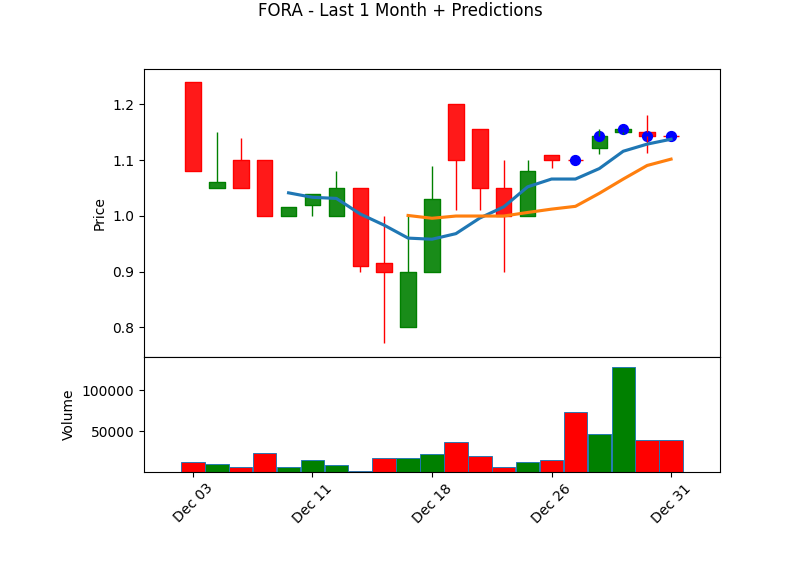 FORA - Last 1 Month + Predictions
1.2
1.1
1.0
0.9
0.8
Price
100000
50000
Volume
Dec 03
Dec 11
Dec 18
Dec 26
Dec 31